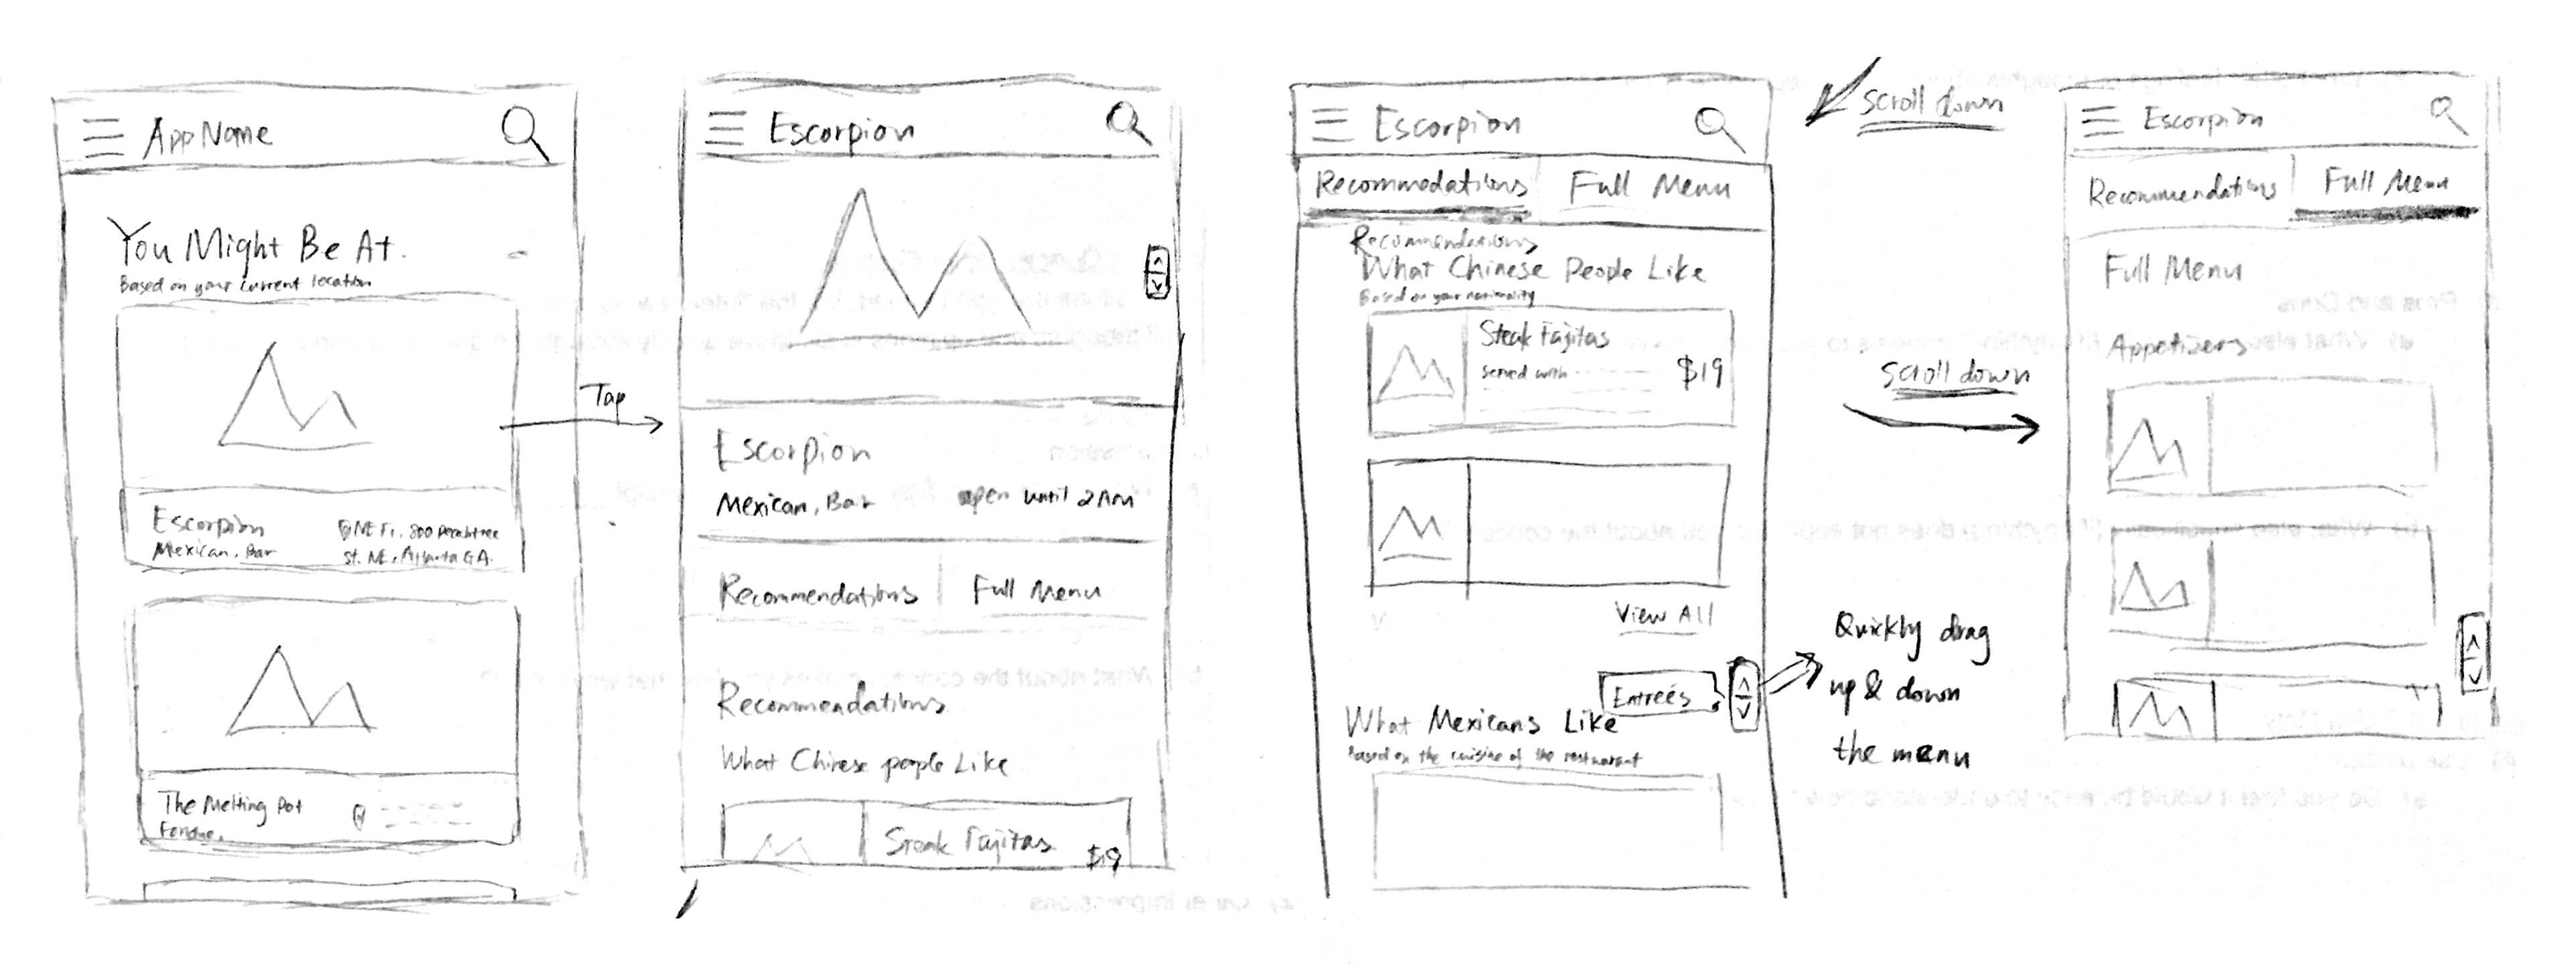 App Name
You Might Be At.
Based on your current location
Escorpion
Mexican, Bar
800 Peachtree
St. NE, Atlanta GA.
The Melting Pot
Fondue,
Tap
Escorpion
Escorpion
Mexican, Bar open until 2AM
Recommendations Full Menu
Recommendations
What Chinese people Like
Steak Fajitas $19
Escorpion
Recommodations Full Menu
Recommendations
What Chinese People Like
Based on your nationality
Steak Fajitas
served with
$19
View All
Entreés
What Mexicans Like
Based on the cuisine of the restaurant
scroll down
scroll down
Quickly drag
up & down
the menu
Escorpion
Recommendations Full Menu
Full Menu
Appetizers